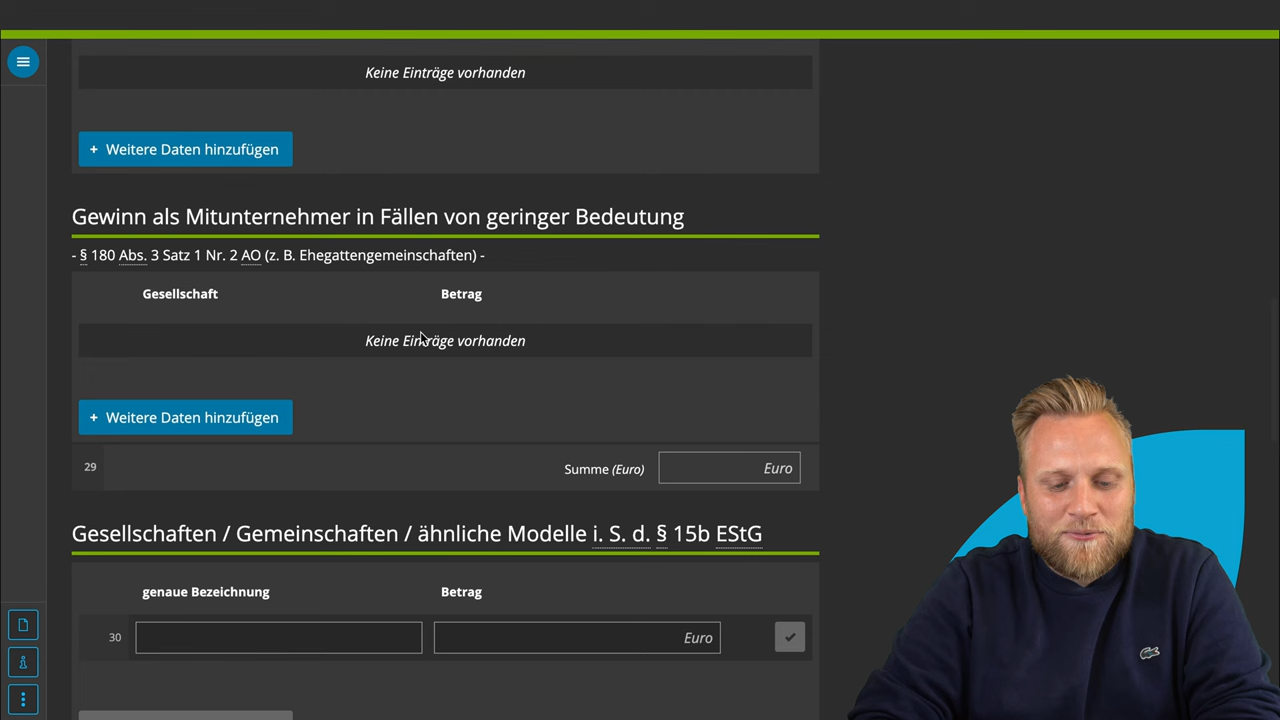 Keine Einträge vorhanden
+ Weitere Daten hinzufügen
Gewinn als Mitunternehmer in Fällen von geringer Bedeutung
- § 180 Abs. 3 Satz 1 Nr. 2 AO (z. B. Ehegattengemeinschaften) -
Gesellschaft Betrag
Keine Einträge vorhanden
+ Weitere Daten hinzufügen
29 Summe (Euro) Euro
Gesellschaften / Gemeinschaften / ähnliche Modelle i. S. d. § 15b EStG
genaue Bezeichnung Betrag
30 Euro